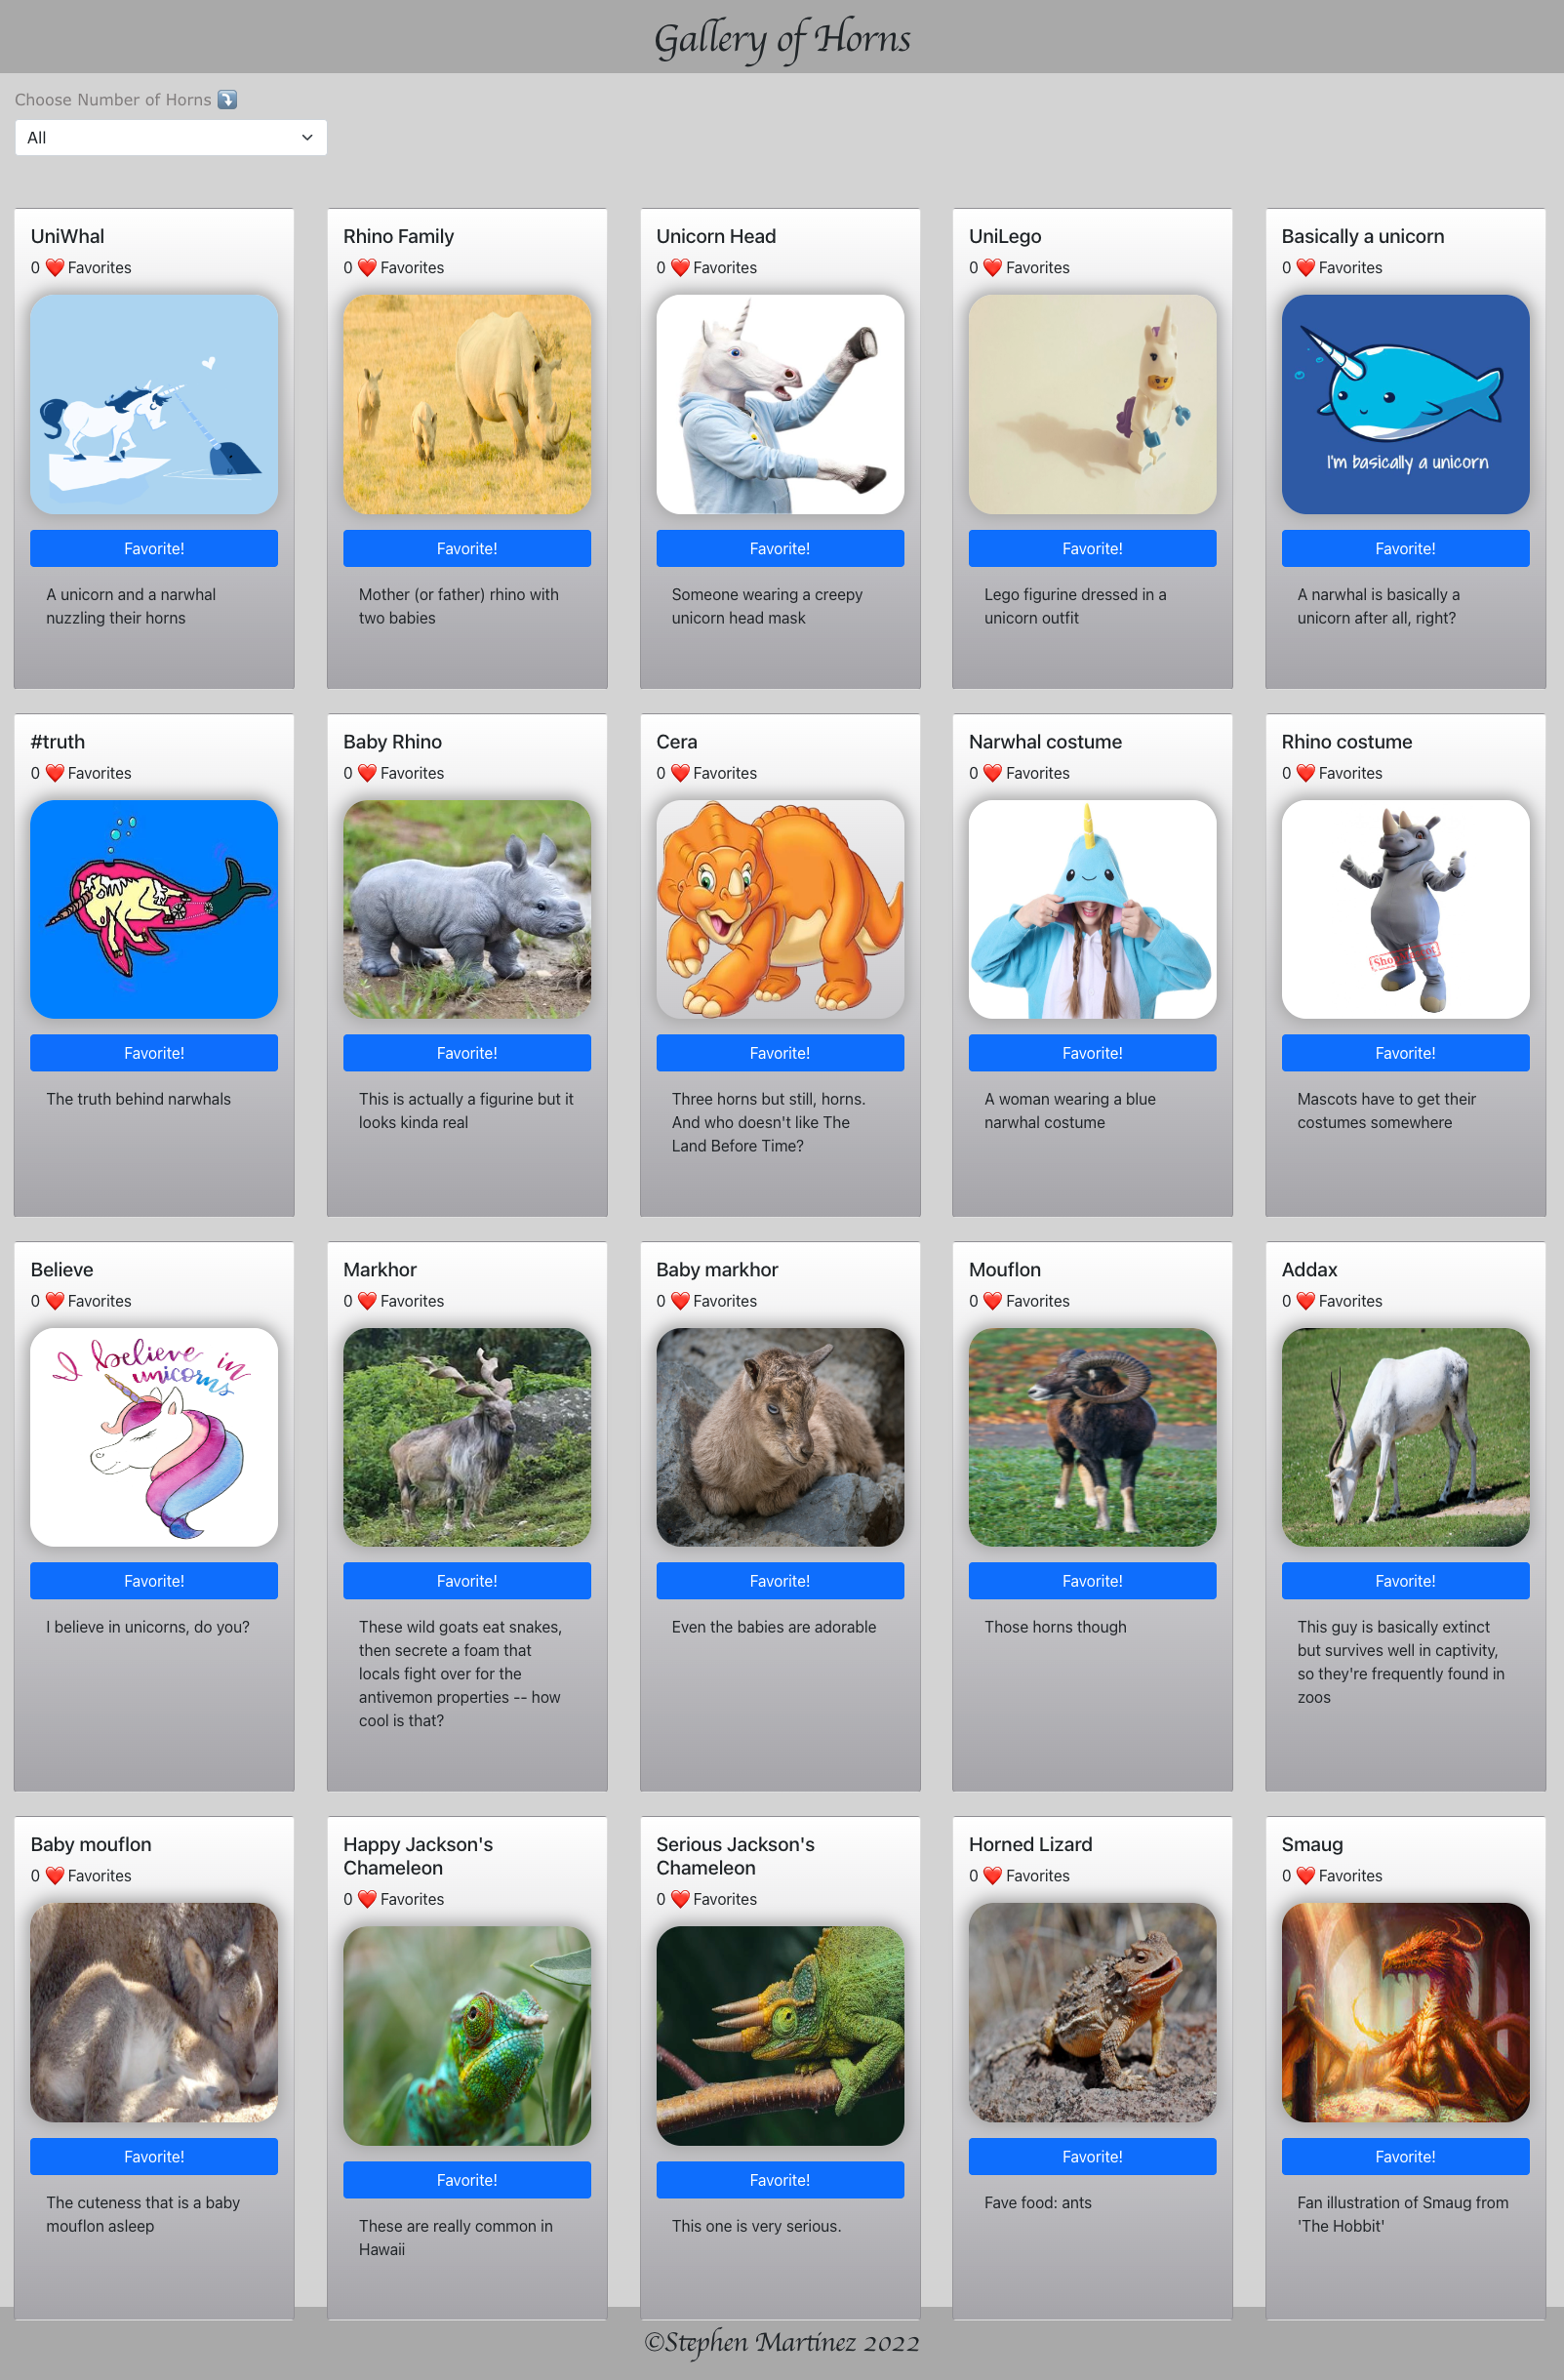 Gallery of Horns
Choose Number of Horns
All
UniWhal
0 ❤️ Favorites
Favorite!
A unicorn and a narwhal
nuzzling their horns
Rhino Family
0 ❤️ Favorites
Favorite!
Mother (or father) rhino with
two babies
Unicorn Head
0 ❤️ Favorites
Favorite!
Someone wearing a creepy
unicorn head mask
UniLego
0 ❤️ Favorites
Favorite!
Lego figurine dressed in a
unicorn outfit
Basically a unicorn
0 ❤️ Favorites
I'm basically a unicorn
Favorite!
A narwhal is basically a
unicorn after all, right?
#truth
0 ❤️ Favorites
Favorite!
The truth behind narwhals
Baby Rhino
0 ❤️ Favorites
Favorite!
This is actually a figurine but it
looks kinda real
Cera
0 ❤️ Favorites
Favorite!
Three horns but still, horns.
And who doesn't like The
Land Before Time?
Narwhal costume
0 ❤️ Favorites
Favorite!
A woman wearing a blue
narwhal costume
Rhino costume
0 ❤️ Favorites
Favorite!
Mascots have to get their
costumes somewhere
Believe
0 ❤️ Favorites
I believe in
unicorns
Favorite!
I believe in unicorns, do you?
Markhor
0 ❤️ Favorites
Favorite!
These wild goats eat snakes,
then secrete a foam that
locals fight over for the
antivemon properties -- how
cool is that?
Baby markhor
0 ❤️ Favorites
Favorite!
Even the babies are adorable
Mouflon
0 ❤️ Favorites
Favorite!
Those horns though
Addax
0 ❤️ Favorites
Favorite!
This guy is basically extinct
but survives well in captivity,
so they're frequently found in
zoos
Baby mouflon
0 ❤️ Favorites
Favorite!
The cuteness that is a baby
mouflon asleep
Happy Jackson's
Chameleon
0 ❤️ Favorites
Favorite!
These are really common in
Hawaii
Serious Jackson's
Chameleon
0 ❤️ Favorites
Favorite!
This one is very serious.
Horned Lizard
0 ❤️ Favorites
Favorite!
Fave food: ants
Smaug
0 ❤️ Favorites
Favorite!
Fan illustration of Smaug from
'The Hobbit'
©Stephen Martinez 2022